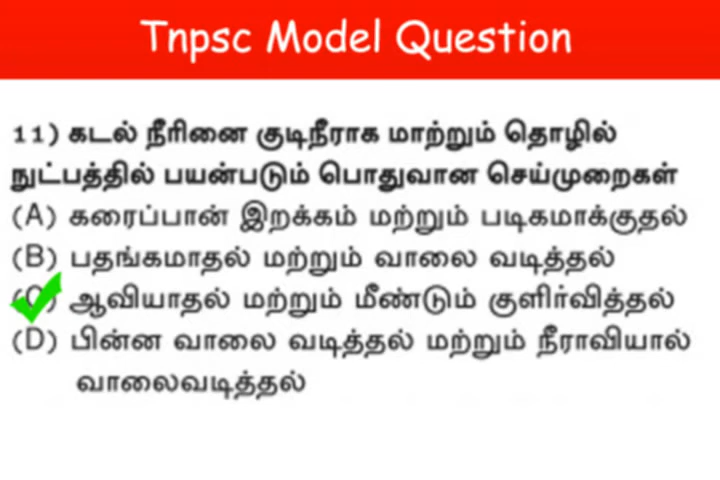 Tnpsc Model Question
11) கடல் நீரினை குடிநீராக மாற்றும் தொழில்
நுட்பத்தில் பயன்படும் பொதுவான செய்முறைகள்
(A) கரைப்பான் இறக்கம் மற்றும் படிகமாக்குதல்
(B) பதங்கமாதல் மற்றும் வாலை வடித்தல்
(C) ஆவியாதல் மற்றும் மீண்டும் குளிர்வித்தல்
(D) பின்ன வாலை வடித்தல் மற்றும் நீராவியால்
வாலைவடித்தல்